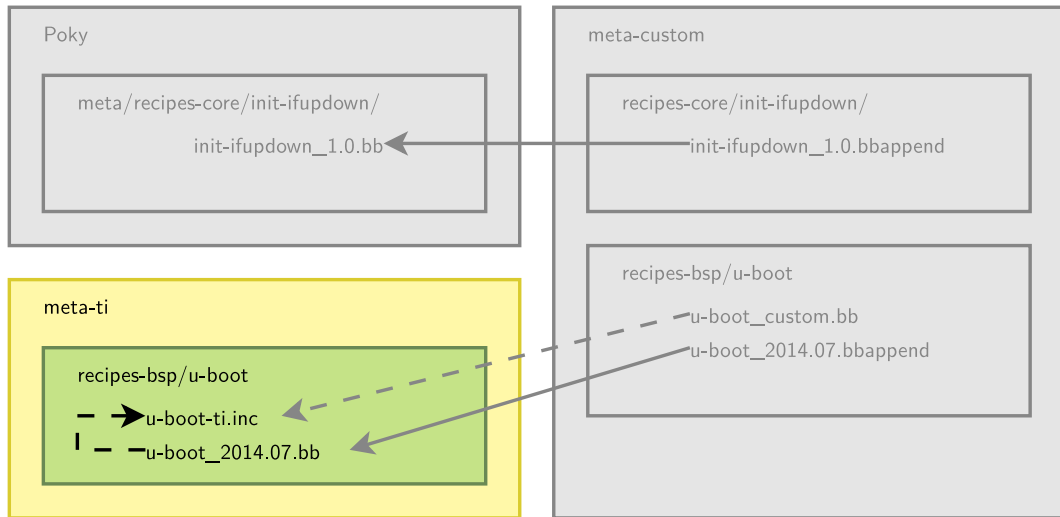 Poky
meta/recipes-core/init-ifupdown/
init-ifupdown_1.0.bb
meta-custom
recipes-core/init-ifupdown/
init-ifupdown_1.0.bbappend
recipes-bsp/u-boot
u-boot_custom.bb
u-boot_2014.07.bbappend
meta-ti
recipes-bsp/u-boot
u-boot-ti.inc
u-boot_2014.07.bb